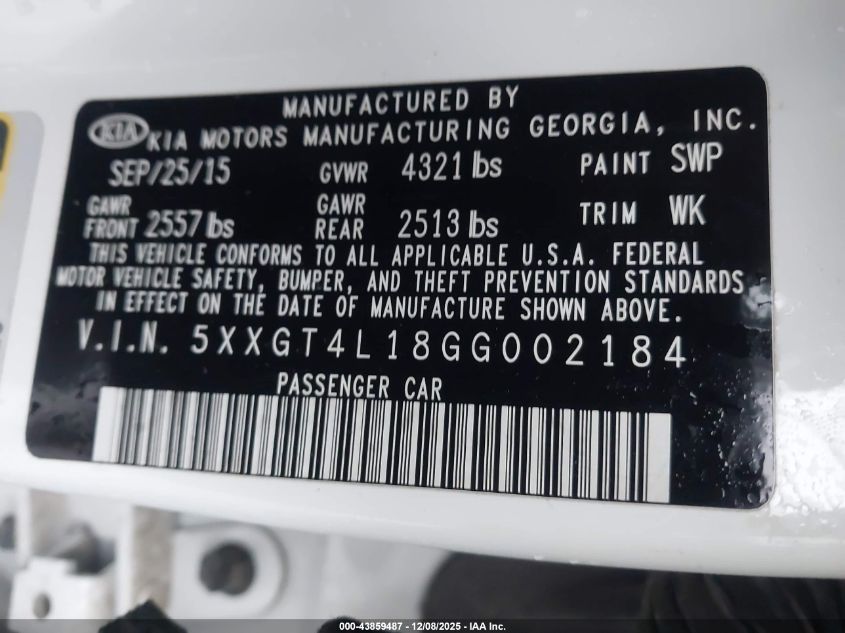 MANUFACTURED BY
KIA KIA MOTORS MANUFACTURING GEORGIA, INC.
SEP/25/15 GVWR 4321 lbs PAINT SWP
GAWR FRONT 2557 lbs GAWR REAR 2513 lbs TRIM WK
THIS VEHICLE CONFORMS TO ALL APPLICABLE U.S.A. FEDERAL
MOTOR VEHICLE SAFETY, BUMPER, AND THEFT PREVENTION STANDARDS
IN EFFECT ON THE DATE OF MANUFACTURE SHOWN ABOVE.
V.I.N. 5XXGT4L18GG002184
PASSENGER CAR
000-43859487 - 12/08/2025 - IAA Inc.